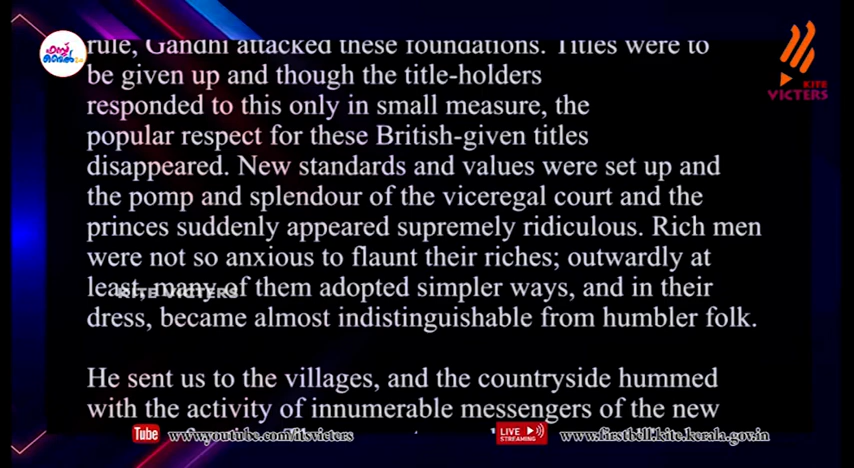 rule, Gandhi attacked these foundations. Titles were to
be given up and though the title-holders
responded to this only in small measure, the
popular respect for these British-given titles
disappeared. New standards and values were set up and
the pomp and splendour of the viceregal court and the
princes suddenly appeared supremely ridiculous. Rich men
were not so anxious to flaunt their riches; outwardly at
least, many of them adopted simpler ways, and in their
dress, became almost indistinguishable from humbler folk.
He sent us to the villages, and the countryside hummed
with the activity of innumerable messengers of the new
KITE VICTERS
KITE
VICTERS
ഫസ്റ്റ്
ബെൽ 2.0
You Tube www.youtube.com/itsvicters
LIVE
STREAMING
www.firstbell.kite.kerala.gov.in